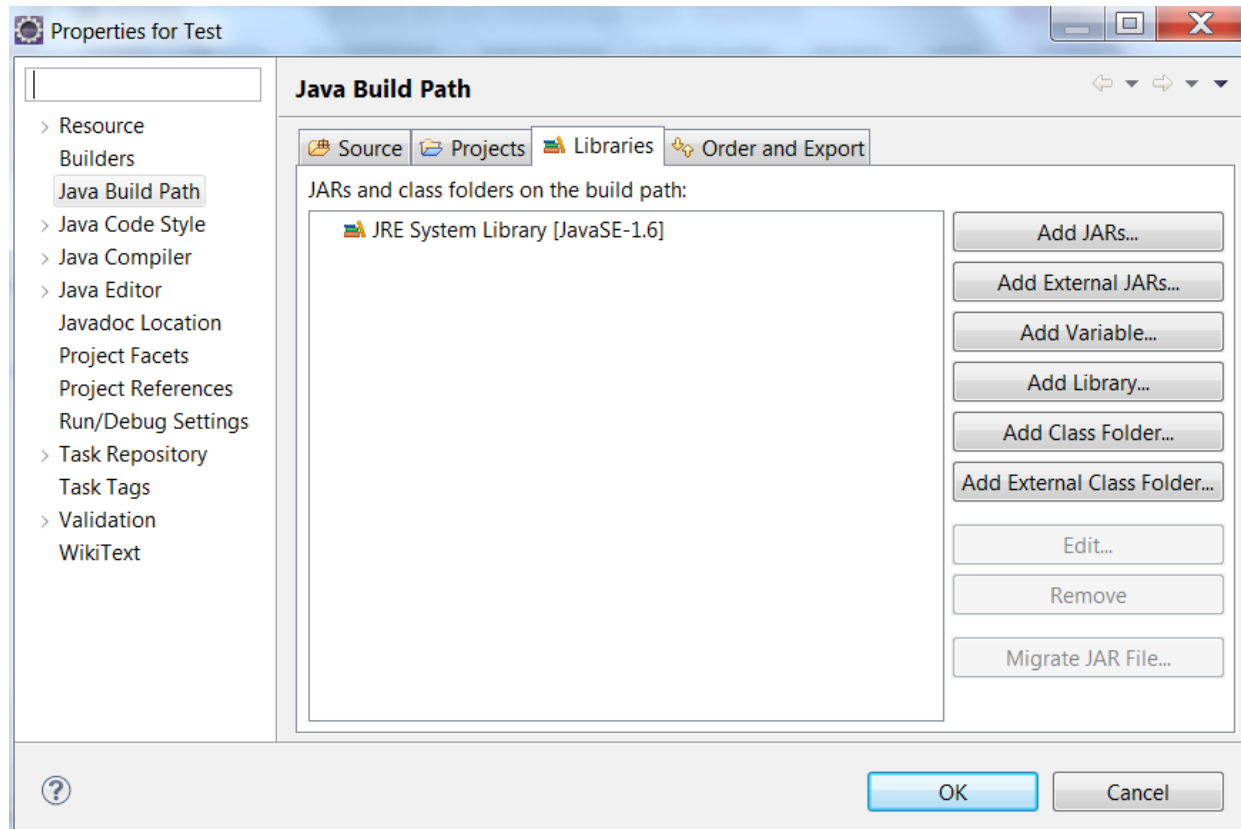 Properties for Test
Java Build Path
Resource
Builders
Java Build Path
Java Code Style
Java Compiler
Java Editor
Javadoc Location
Project Facets
Project References
Run/Debug Settings
Task Repository
Task Tags
Validation
WikiText
Source Projects Libraries Order and Export
JARs and class folders on the build path:
JRE System Library [JavaSE-1.6]
Add JARs...
Add External JARs...
Add Variable...
Add Library...
Add Class Folder...
Add External Class Folder...
Edit...
Remove
Migrate JAR File...
OK Cancel